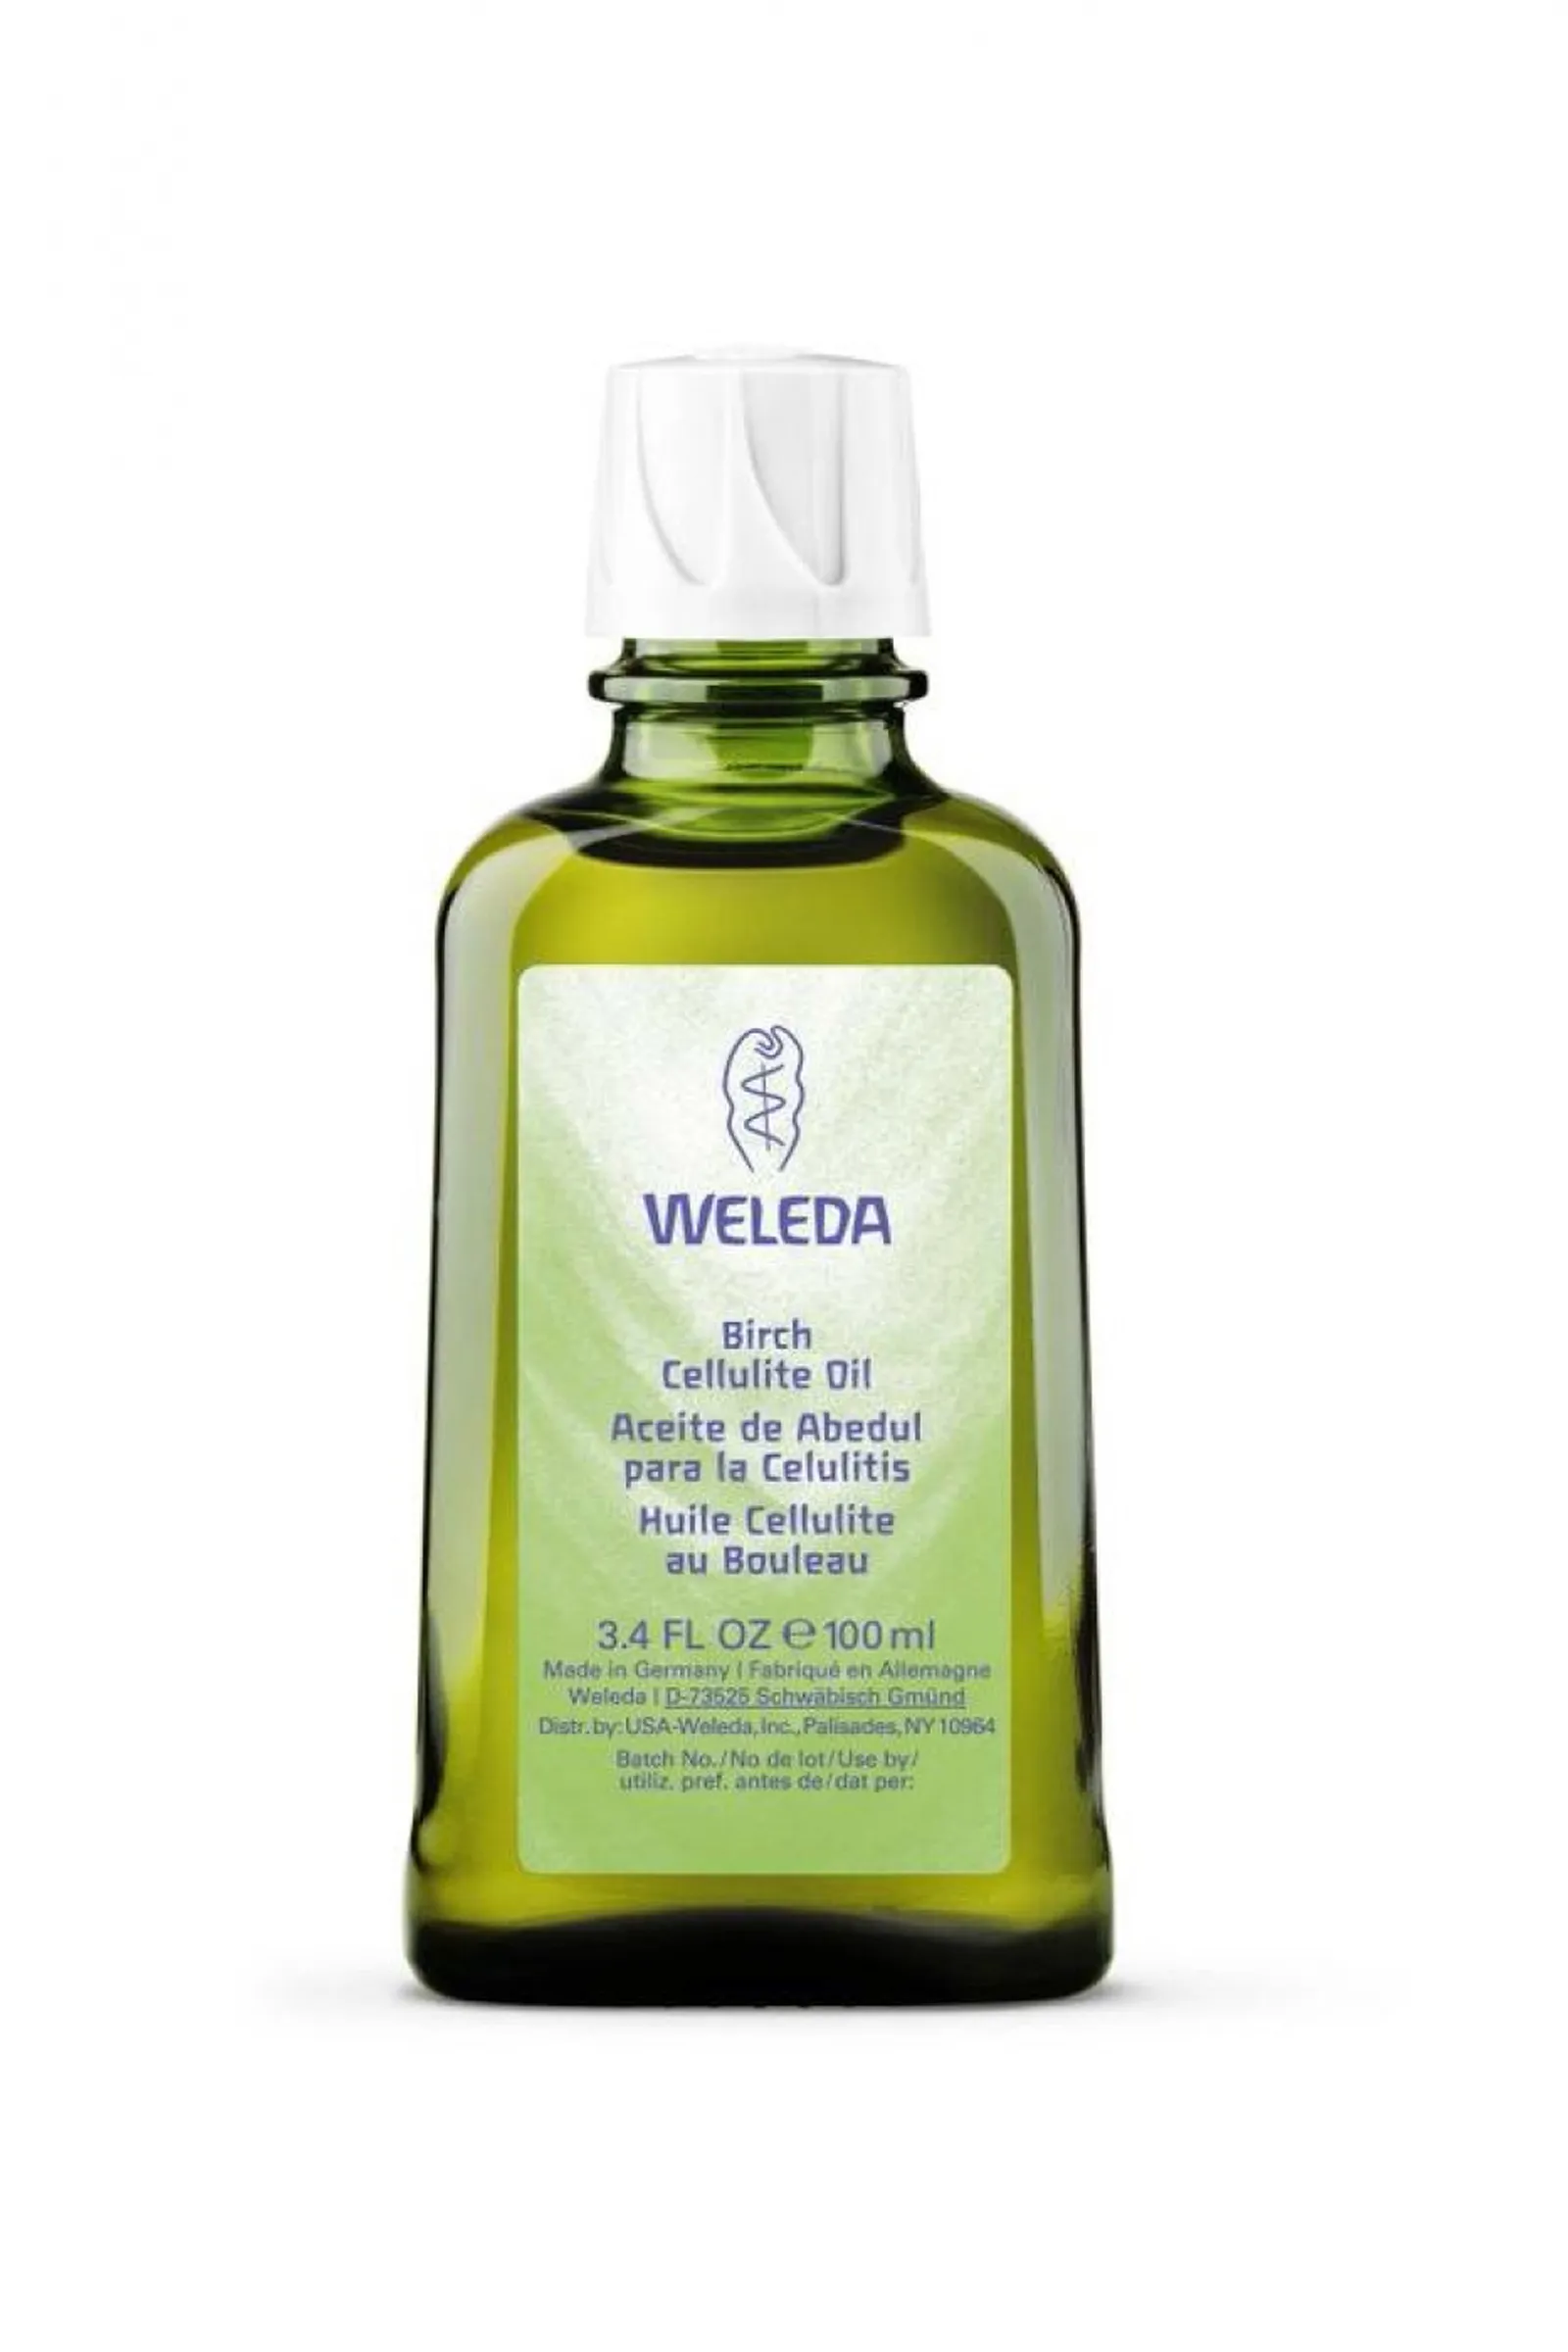 WELEDA
Birch
Cellulite Oil
Aceite de Abedul
para la Celulitis
Huile Cellulite
au Bouleau
3.4 FL OZ ℮ 100 ml
Made in Germany | Fabriqué en Allemagne
Weleda | D-73525 Schwäbisch Gmünd
Distr. by: USA-Weleda, Inc., Palisades, NY 10964
Batch No./No de lot/Use by/
utiliz. pref. antes de/dat per: